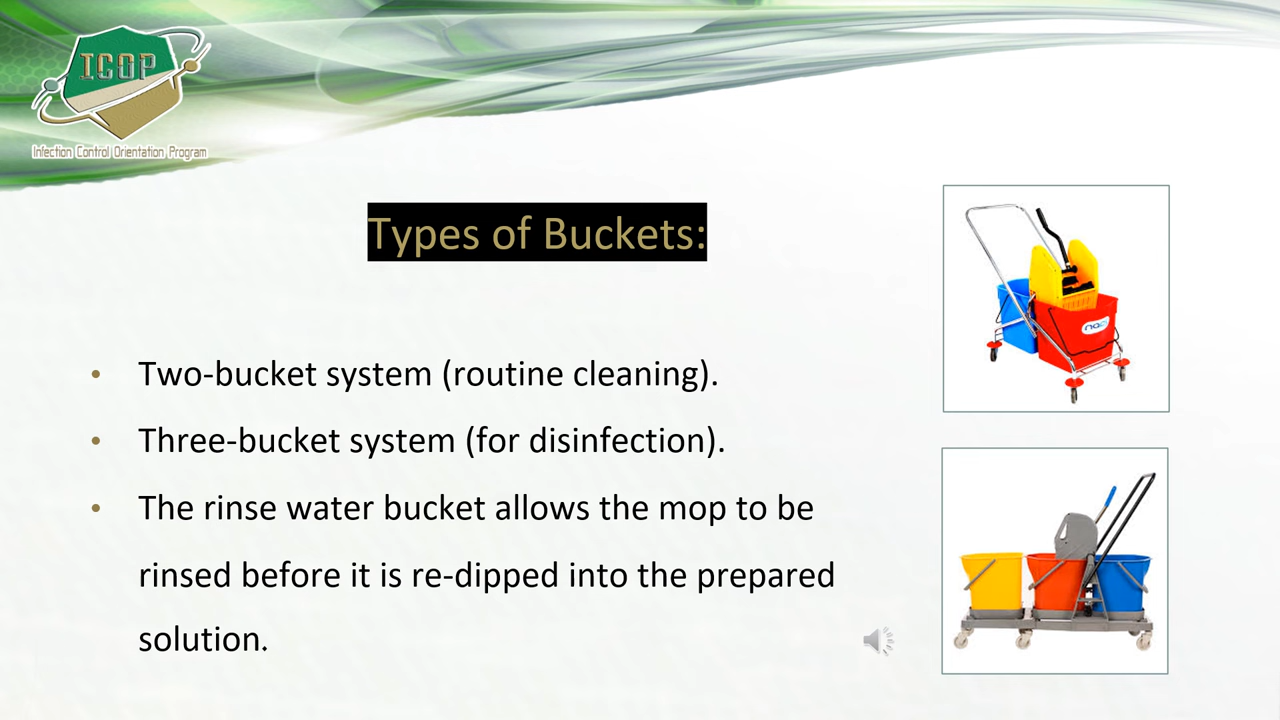 ICOP
Infection Control Orientation Program
Types of Buckets:
• Two-bucket system (routine cleaning).
• Three-bucket system (for disinfection).
• The rinse water bucket allows the mop to be
rinsed before it is re-dipped into the prepared
solution.